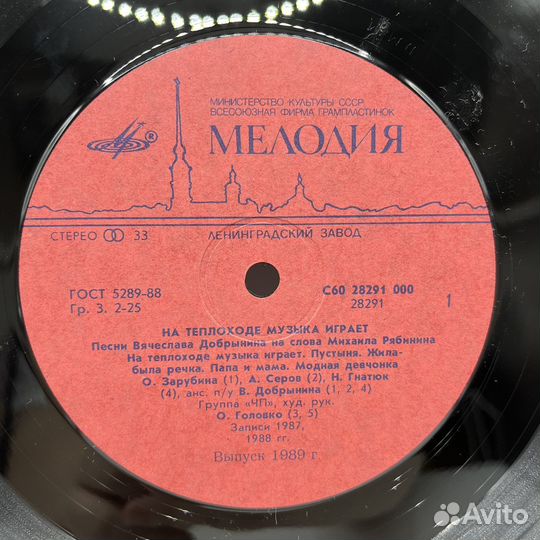 МИНИСТЕРСТВО КУЛЬТУРЫ СССР
ВСЕСОЮЗНАЯ ФИРМА ГРАМПЛАСТИНОК
МЕЛОДИЯ
®
СТЕРЕО 33
ЛЕНИНГРАДСКИЙ ЗАВОД
ГОСТ 5289-88
Гр. 3. 2-25
С60 28291 000
28291
1
НА ТЕПЛОХОДЕ МУЗЫКА ИГРАЕТ
Песни Вячеслава Добрынина на слова Михаила Рябинина
На теплоходе музыка играет. Пустыня. Жила-
была речка. Папа и мама. Модная девчонка
О. Зарубина (1), А. Серов (2), Н. Гнатюк
(4), анс. п/у В. Добрынина (1, 2, 4)
Группа «ЧП», худ. рук.
О. Головко (3, 5)
Записи 1987,
1988 гг.
Выпуск 1989 г.
Avito